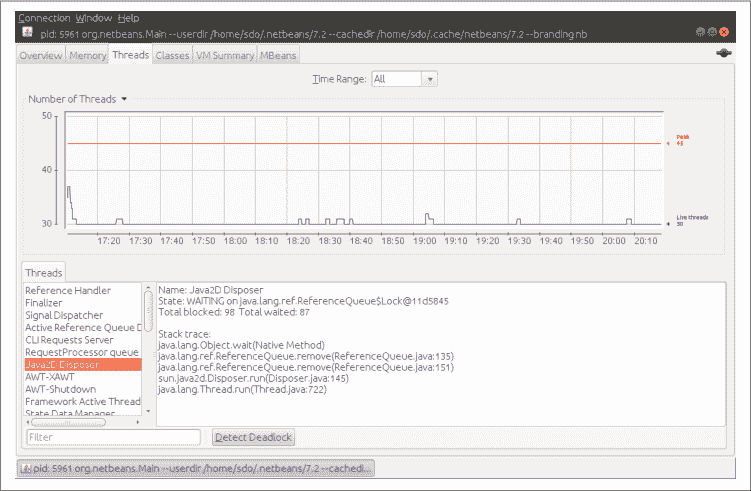 Connection Window Help
pid: 5961 org.netbeans.Main --userdir /home/sdo/.netbeans/7.2 --cachedir /home/sdo/.cache/netbeans/7.2 --branding nb
Overview Memory Threads Classes VM Summary MBeans
Time Range: All
Number of Threads
50
40
30
Peak
45
Live threads
30
17:20 17:30 17:40 17:50 18:00 18:10 18:20 18:30 18:40 18:50 19:00 19:10 19:20 19:30 19:40 19:50 20:00 20:10
Threads
Reference Handler
Finalizer
Signal Dispatcher
Active Reference Queue D
CLI Requests Server
RequestProcessor queue
Java2D Disposer
AWT-XAWT
AWT-Shutdown
Framework Active Thread
State Data Manager
Name: Java2D Disposer
State: WAITING on java.lang.ref.ReferenceQueue$Lock@11d5845
Total blocked: 98 Total waited: 87
Stack trace:
java.lang.Object.wait(Native Method)
java.lang.ref.ReferenceQueue.remove(ReferenceQueue.java:135)
java.lang.ref.ReferenceQueue.remove(ReferenceQueue.java:151)
sun.java2d.Disposer.run(Disposer.java:145)
java.lang.Thread.run(Thread.java:722)
Filter
Detect Deadlock
pid: 5961 org.netbeans.Main --userdir /home/sdo/.netbeans/7.2 --cachedi...